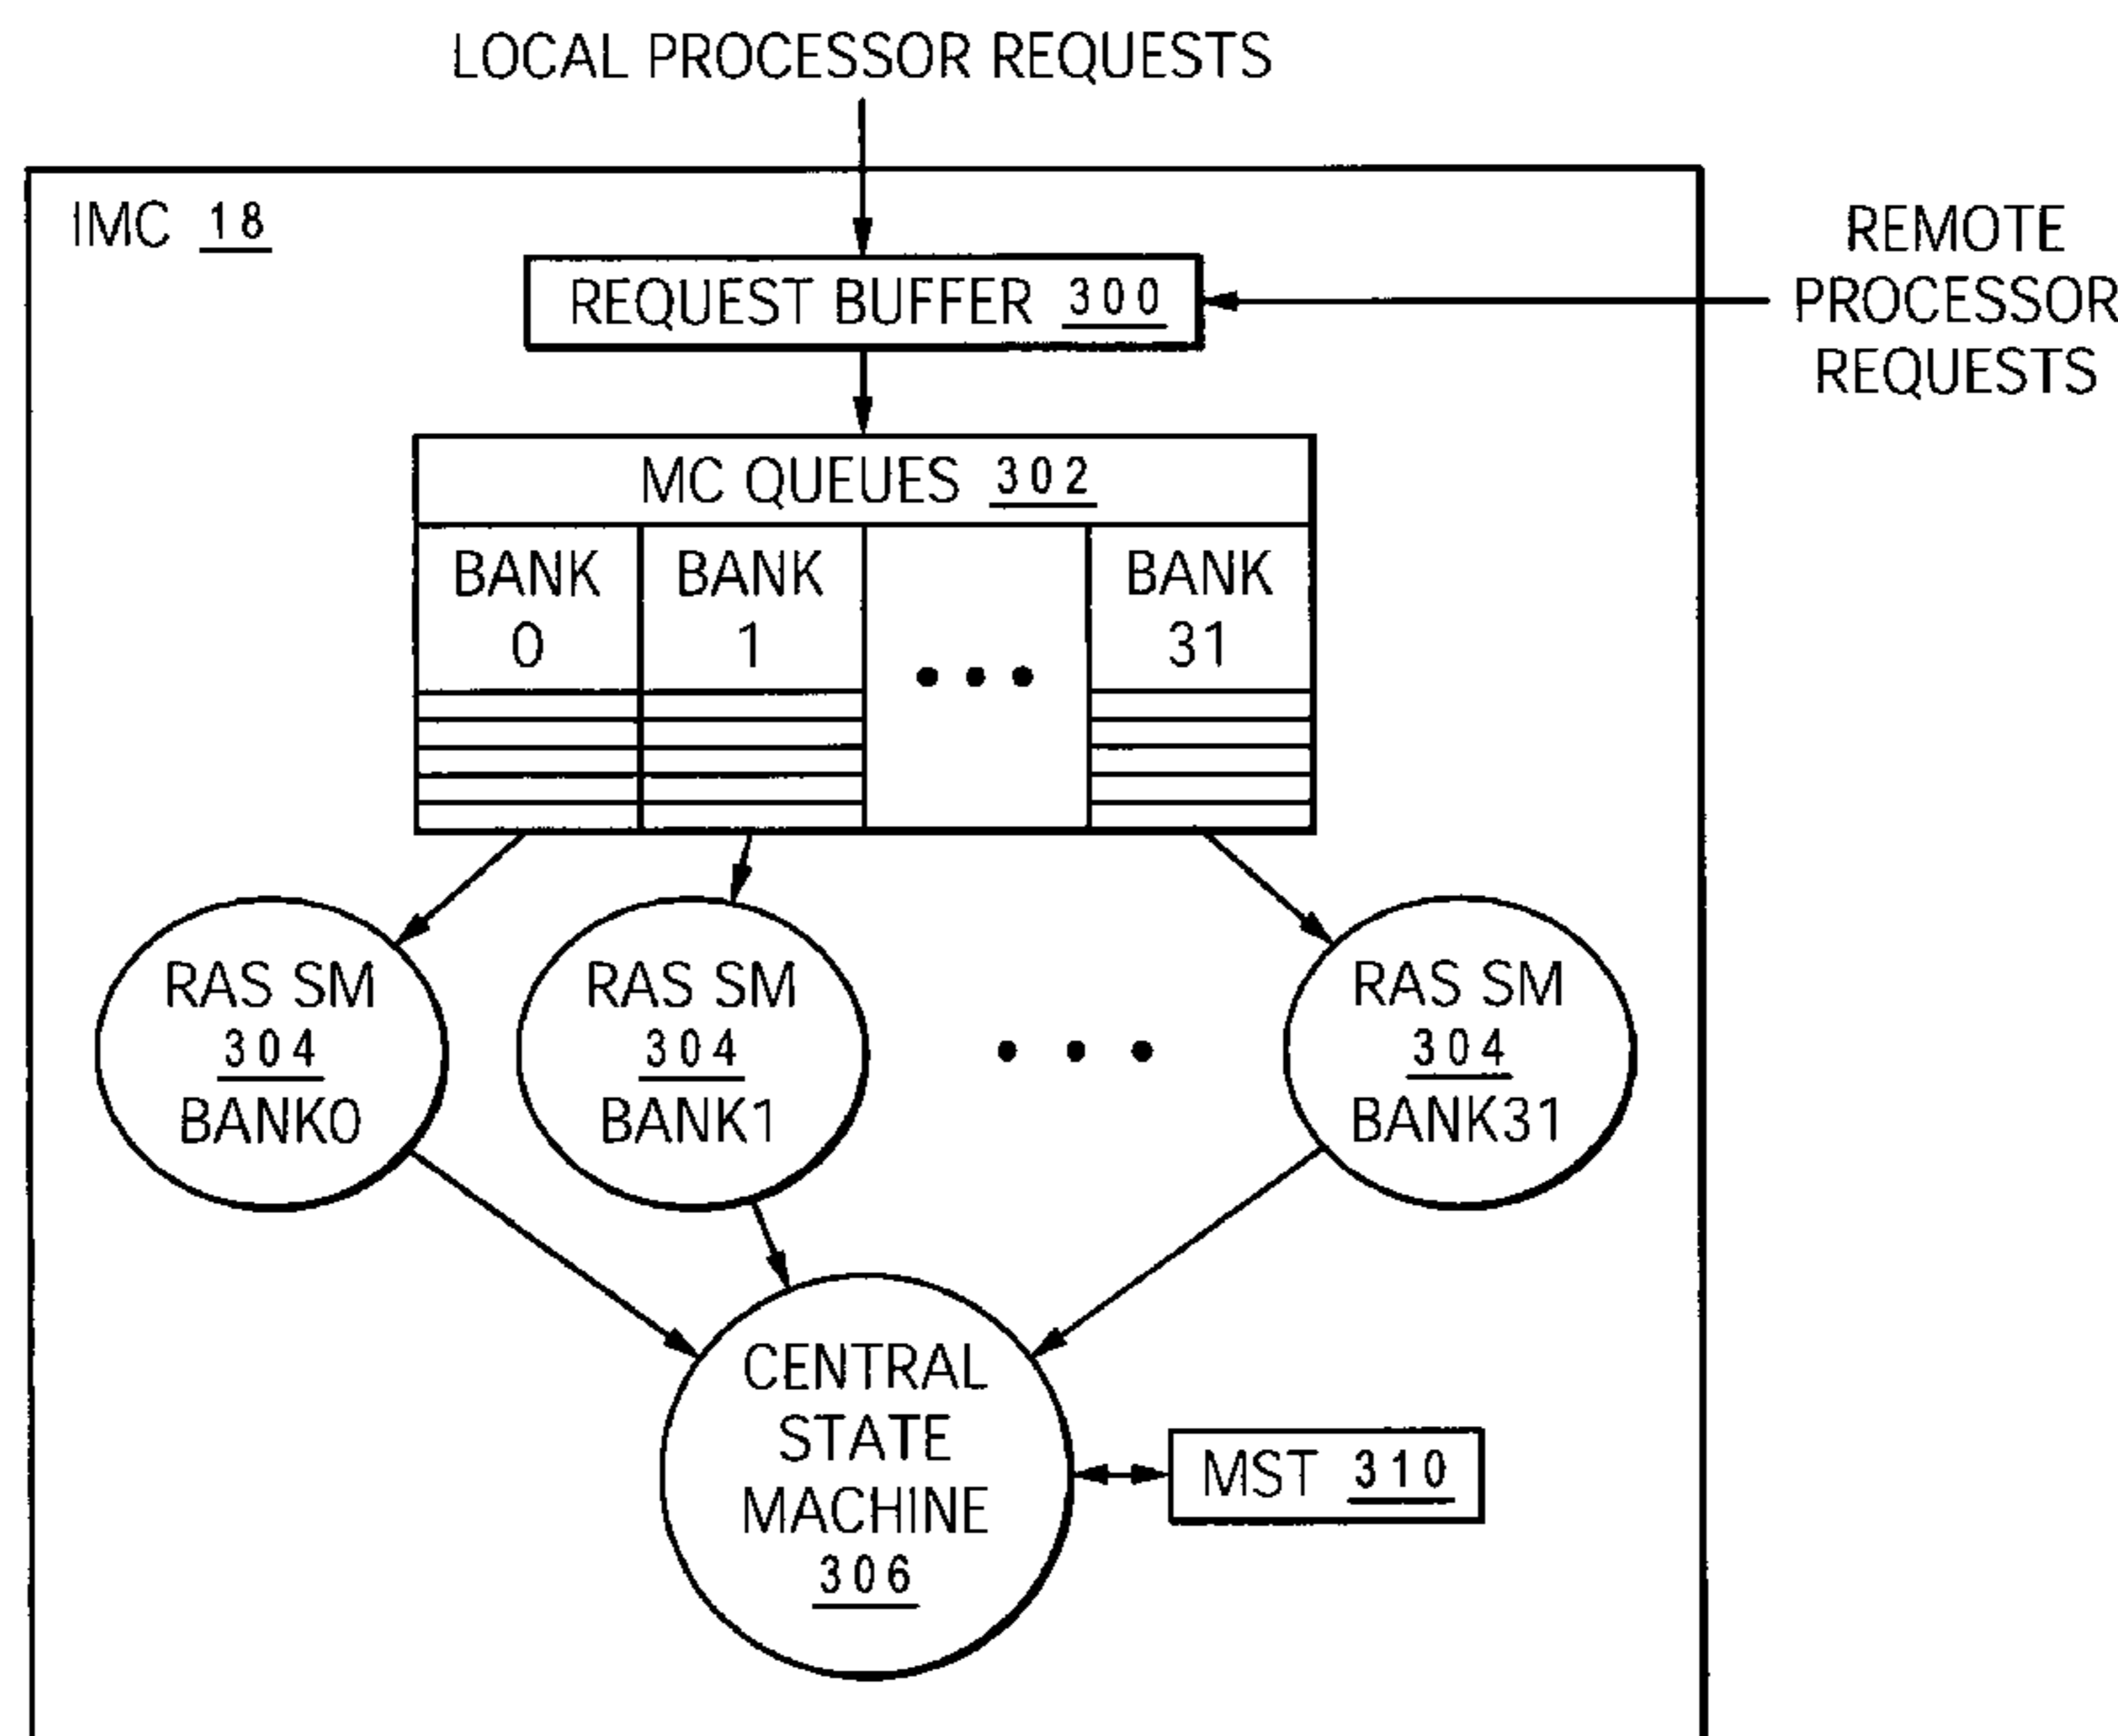 LOCAL PROCESSOR REQUESTS
IMC 18
REMOTE
PROCESSOR
REQUESTS
REQUEST BUFFER 300
MC QUEUES 302
BANK
0
BANK
1
BANK
31
RAS SM
304
BANK0
RAS SM
304
BANK1
RAS SM
304
BANK31
CENTRAL
STATE
MACHINE
306
MST 310